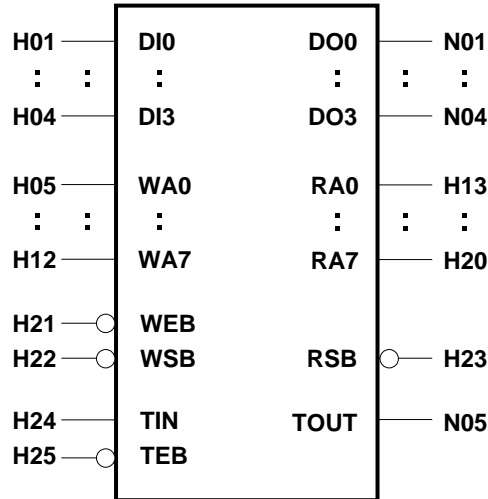 H01 DI0 DO0 N01
: : : : : :
H04 DI3 DO3 N04
H05 WA0 RA0 H13
: : : : : :
H12 WA7 RA7 H20
H21 WEB
H22 WSB RSB H23
H24 TIN TOUT N05
H25 TEB